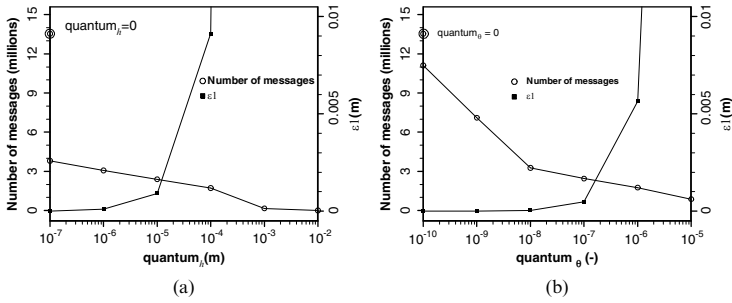 15
12
9
6
3
0
Number of messages (millions)
quantumh=0
Number of messages
ε1
0.01
0.005
0
ε1(m)
10-7
10-6
10-5
10-4
10-3
10-2
quantumh(m)
(a)
15
12
9
6
3
0
Number of messages (millions)
quantumθ = 0
Number of messages
ε1
0.01
0.005
0
ε1(m)
10-10
10-9
10-8
10-7
10-6
10-5
quantum θ (-)
(b)